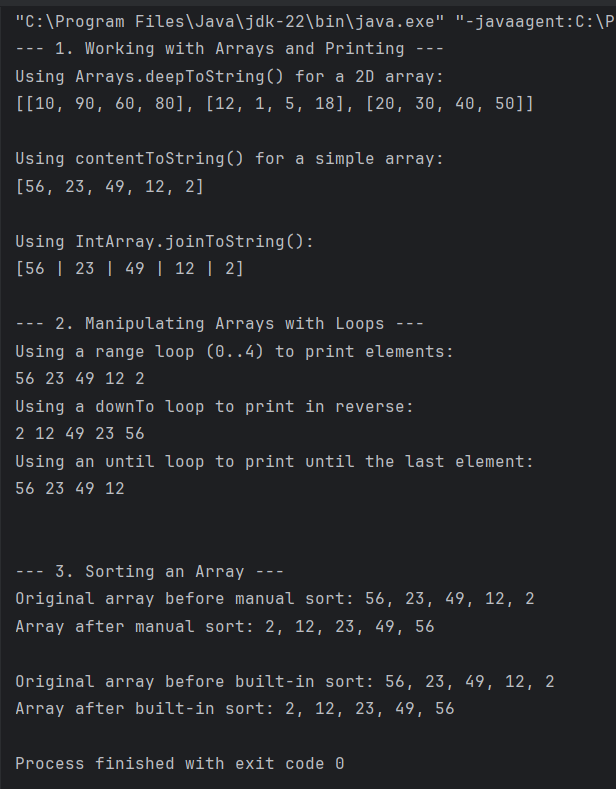 "C:\Program Files\Java\jdk-22\bin\java.exe" "-javaagent:C:\P
--- 1. Working with Arrays and Printing ---
Using Arrays.deepToString() for a 2D array:
[[10, 90, 60, 80], [12, 1, 5, 18], [20, 30, 40, 50]]
Using contentToString() for a simple array:
[56, 23, 49, 12, 2]
Using IntArray.joinToString():
[56 | 23 | 49 | 12 | 2]
--- 2. Manipulating Arrays with Loops ---
Using a range loop (0..4) to print elements:
56 23 49 12 2
Using a downTo loop to print in reverse:
2 12 49 23 56
Using an until loop to print until the last element:
56 23 49 12
--- 3. Sorting an Array ---
Original array before manual sort: 56, 23, 49, 12, 2
Array after manual sort: 2, 12, 23, 49, 56
Original array before built-in sort: 56, 23, 49, 12, 2
Array after built-in sort: 2, 12, 23, 49, 56
Process finished with exit code 0